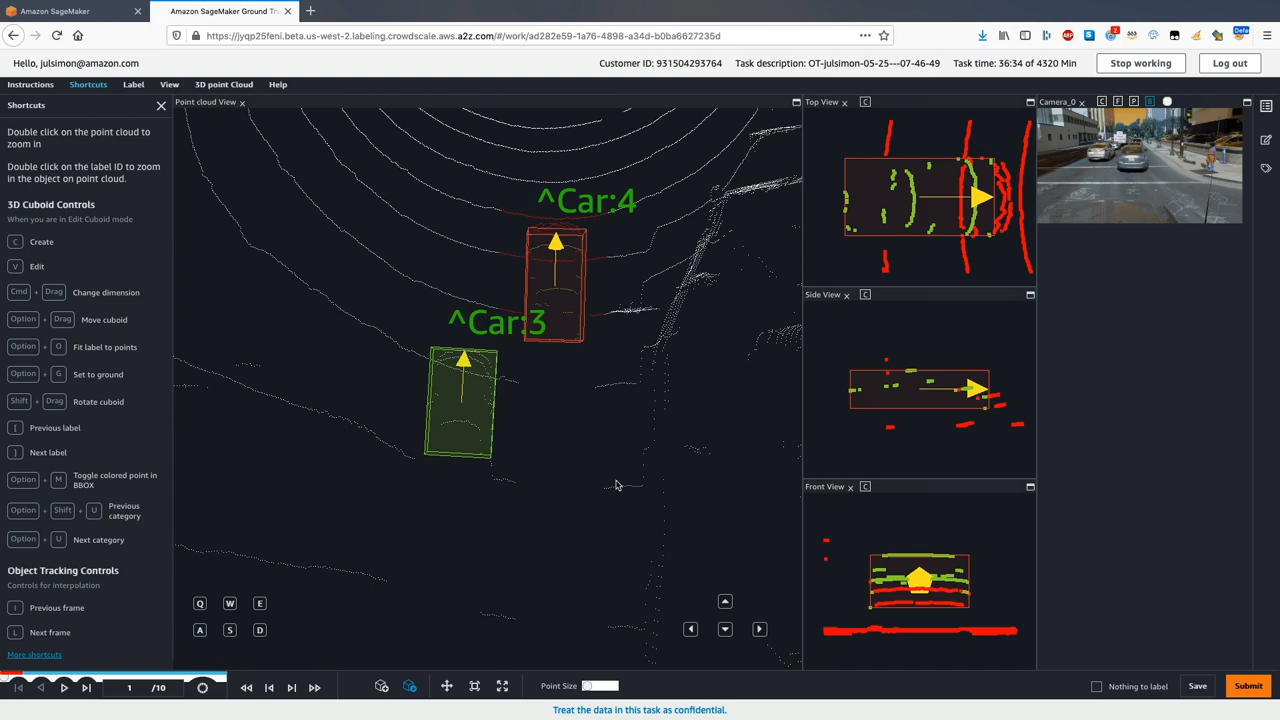 Amazon SageMaker
Amazon SageMaker Ground Tru
https://jyqp25feni.beta.us-west-2.labeling.crowdscale.aws.a2z.com/#/work/ad282e59-1a76-4898-a34d-b0ba6627235d
2
Defa
Hello, julsimon@amazon.com
Customer ID: 931504293764
Task description: OT-julsimon-05-25---07-46-49
Task time: 36:34 of 4320 Min
Stop working
Log out
Instructions
Shortcuts
Label
View
3D point Cloud
Help
Shortcuts
Point cloud View
Top View
C
Camera_0
C
F
P
B
Double click on the point cloud to
zoom in
Double click on the label ID to zoom
in the object on point cloud.
3D Cuboid Controls
When you are in Edit Cuboid mode
C Create
V Edit
Cmd + Drag Change dimension
Option + Drag Move cuboid
Option + O Fit label to points
Option + G Set to ground
Shift + Drag Rotate cuboid
[ Previous label
] Next label
Option + M Toggle colored point in
BBOX
Option + Shift + U Previous
category
Option + U Next category
Object Tracking Controls
Controls for interpolation
Previous frame
L Next frame
More shortcuts
^Car:4
^Car:3
Side View
C
Front View
C
Q W E
A S D
1 /10
Point Size
Nothing to label
Save
Submit
Treat the data in this task as confidential.